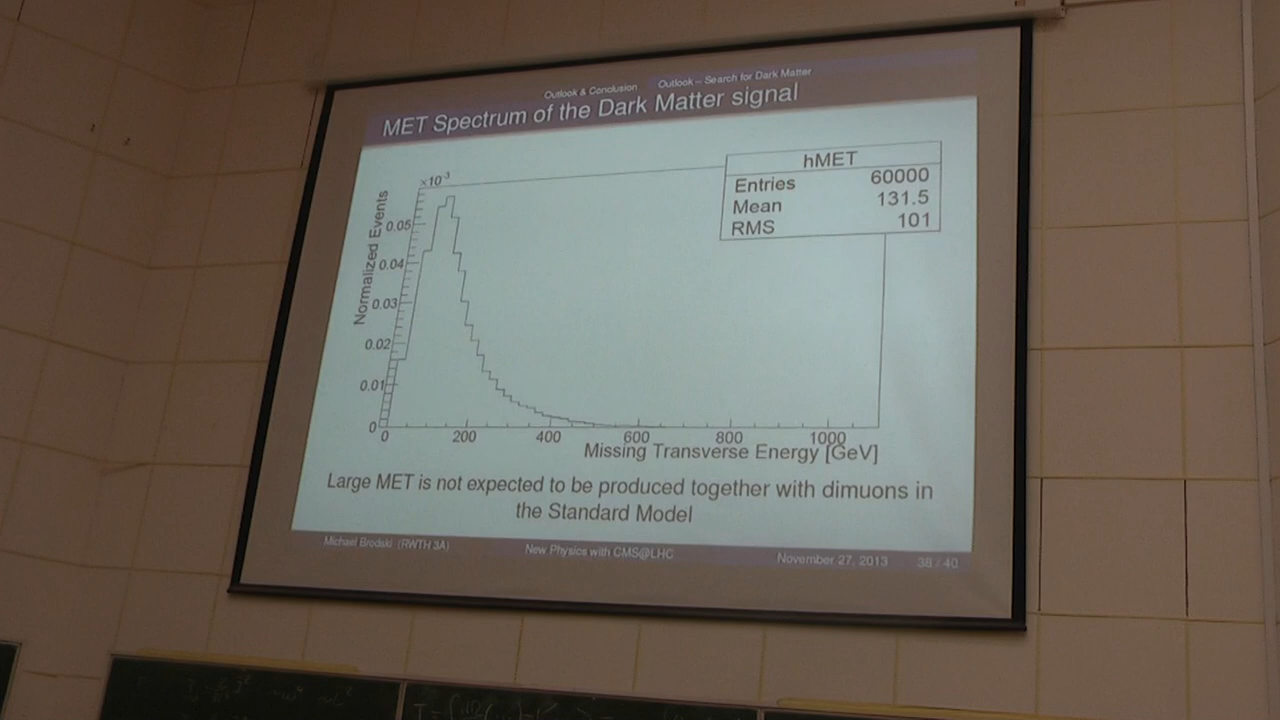 Outlook & Conclusion Outlook – Search for Dark Matter
MET Spectrum of the Dark Matter signal
×10⁻³
hMET
Entries 60000
Mean 131.5
RMS 101
Normalized Events
0.05
0.04
0.03
0.02
0.01
0
0 200 400 600 800 1000
Missing Transverse Energy [GeV]
Large MET is not expected to be produced together with dimuons in
the Standard Model
Michael Brodski (RWTH 3A) New Physics with CMS@LHC November 27, 2013 38 / 40